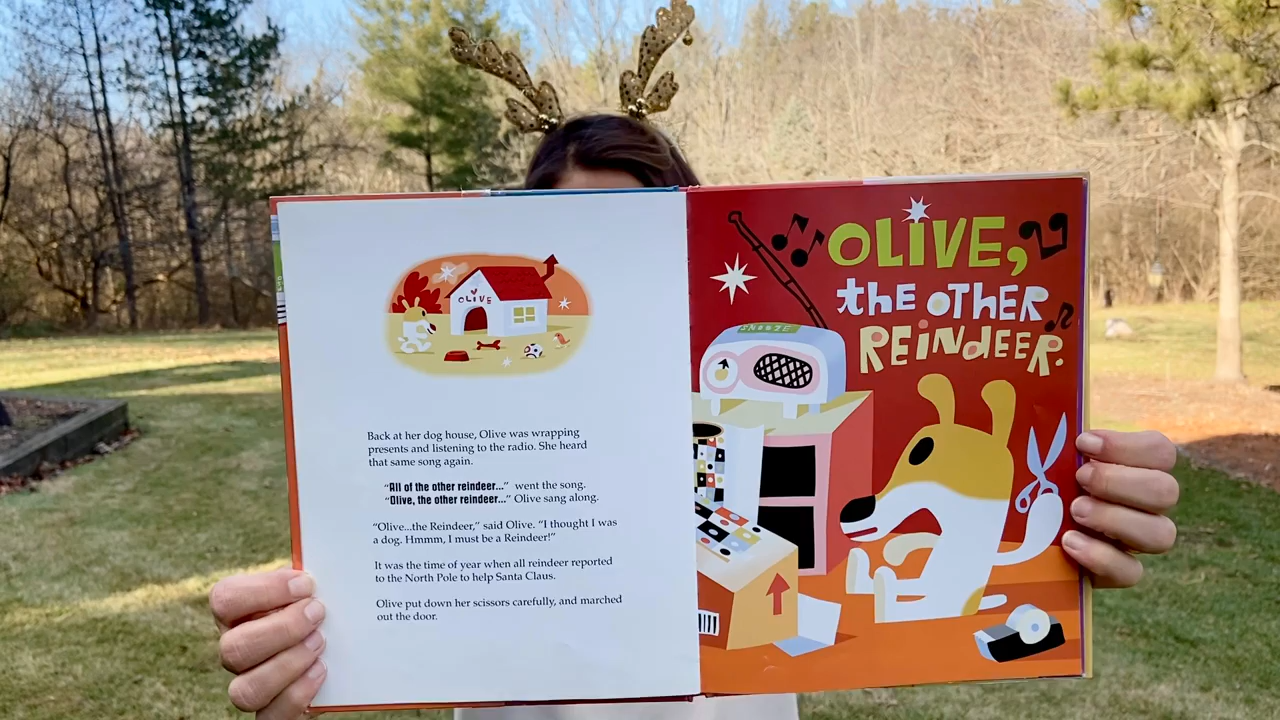 OLIVE
Back at her dog house, Olive was wrapping
presents and listening to the radio. She heard
that same song again.
“All of the other reindeer...” went the song.
“Olive, the other reindeer...” Olive sang along.
“Olive...the Reindeer,” said Olive. “I thought I was
a dog. Hmmm, I must be a Reindeer!”
It was the time of year when all reindeer reported
to the North Pole to help Santa Claus.
Olive put down her scissors carefully, and marched
out the door.
OLIVE,
the OTHER
REINDEER.
SNOOZE